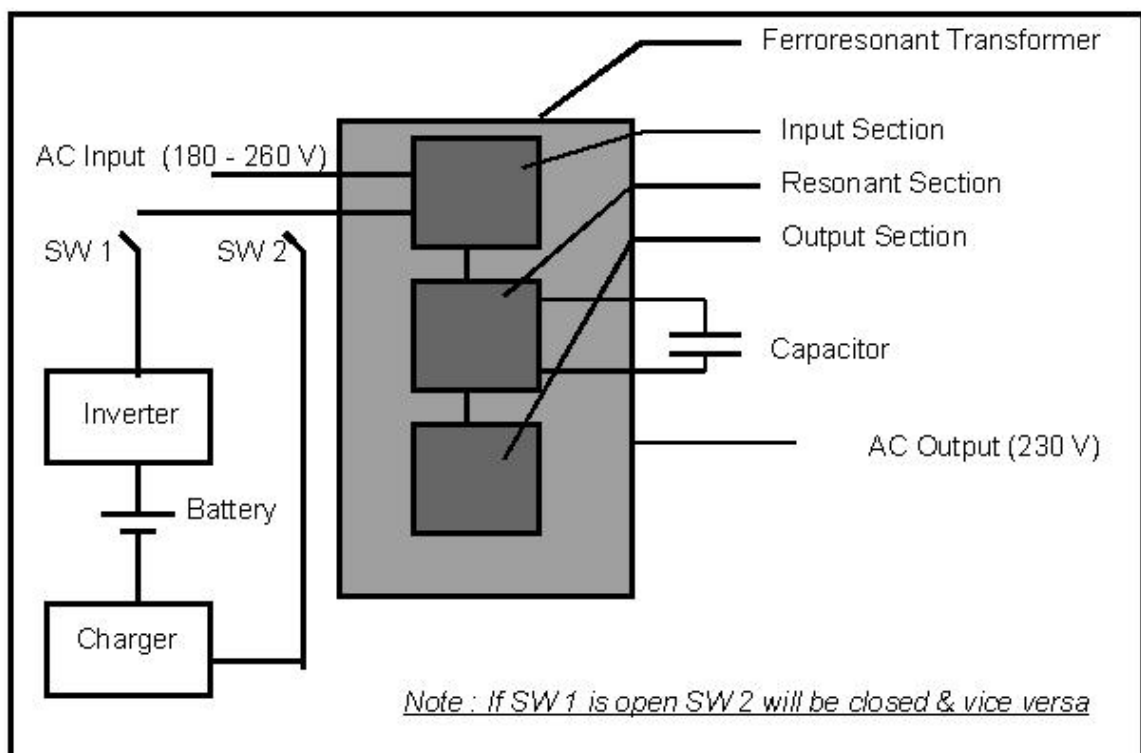 Ferroresonant Transformer
Input Section
AC Input (180 - 260 V)
Resonant Section
Output Section
SW 1
SW 2
Capacitor
Inverter
AC Output (230 V)
Battery
Charger
Note : If SW 1 is open SW 2 will be closed & vice versa